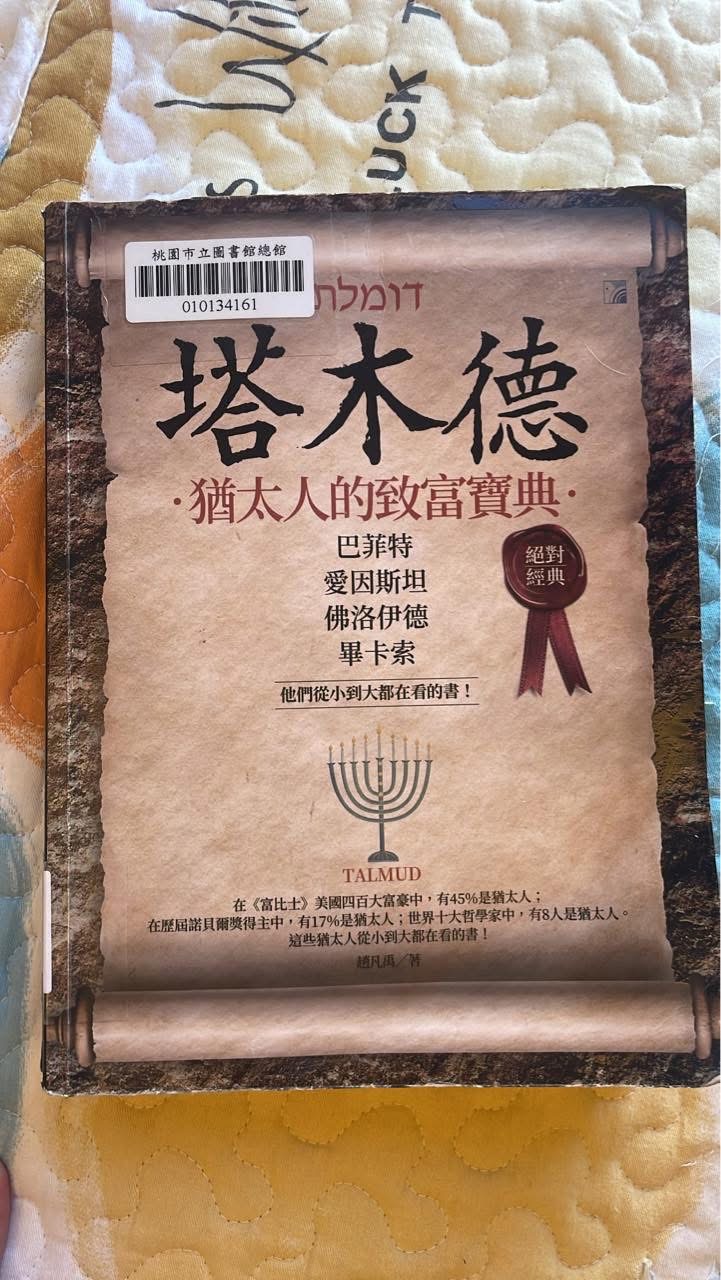 LUCK
桃園市立圖書館總館
010134161
דומלת
塔木德
·猶太人的致富寶典·
巴菲特
愛因斯坦
佛洛伊德
畢卡索
絕對
經典
他們從小到大都在看的書！
TALMUD
在《富比士》美國四百大富豪中，有45%是猶太人；
在歷屆諾貝爾獎得主中，有17%是猶太人；世界十大哲學家中，有8人是猶太人。
這些猶太人從小到大都在看的書！
趙凡禹／著